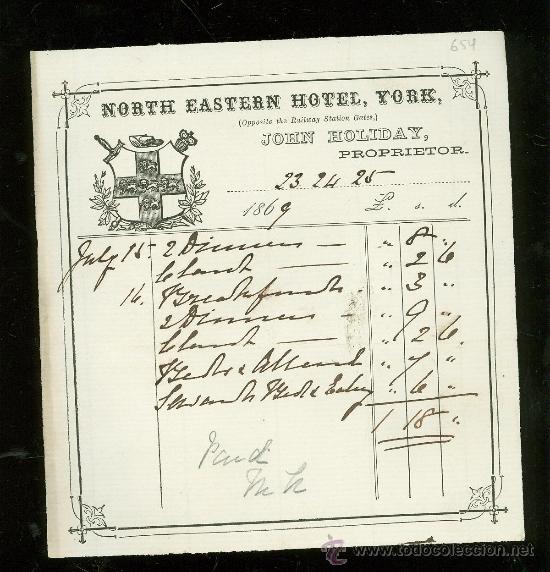 654
NORTH EASTERN HOTEL, YORK,
(Opposite the Railway Station Gates,)
JOHN HOLIDAY,
PROPRIETOR.
23 24 25
1869 £. s. d.
July 15 2 Dinners — " 8 "
Claret — " 2 6
16. Breakfasts " 3 "
2 Dinners — " 9 "
Claret — " 2 6
Beds & Attend " 7 "
Servants Bed & " 6 "
1 18 "
Paid
www.todocoleccion.net